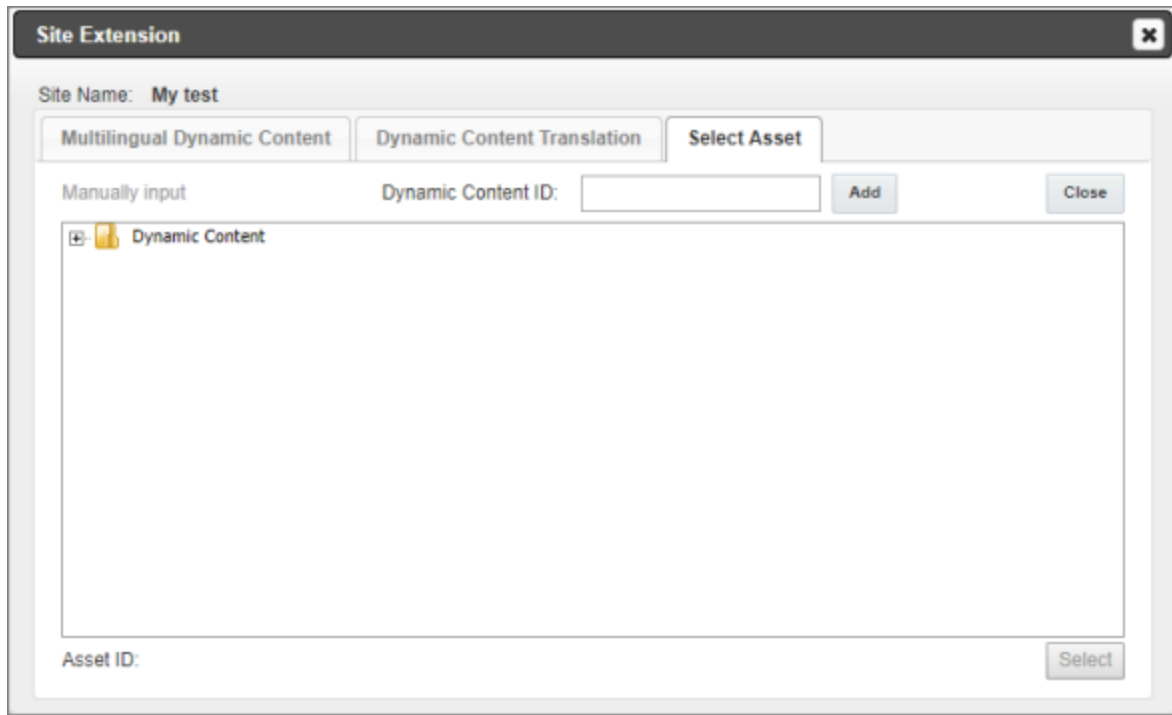 Site Extension
Site Name: My test
Multilingual Dynamic Content Dynamic Content Translation Select Asset
Manually input Dynamic Content ID: Add Close
Dynamic Content
Asset ID: Select